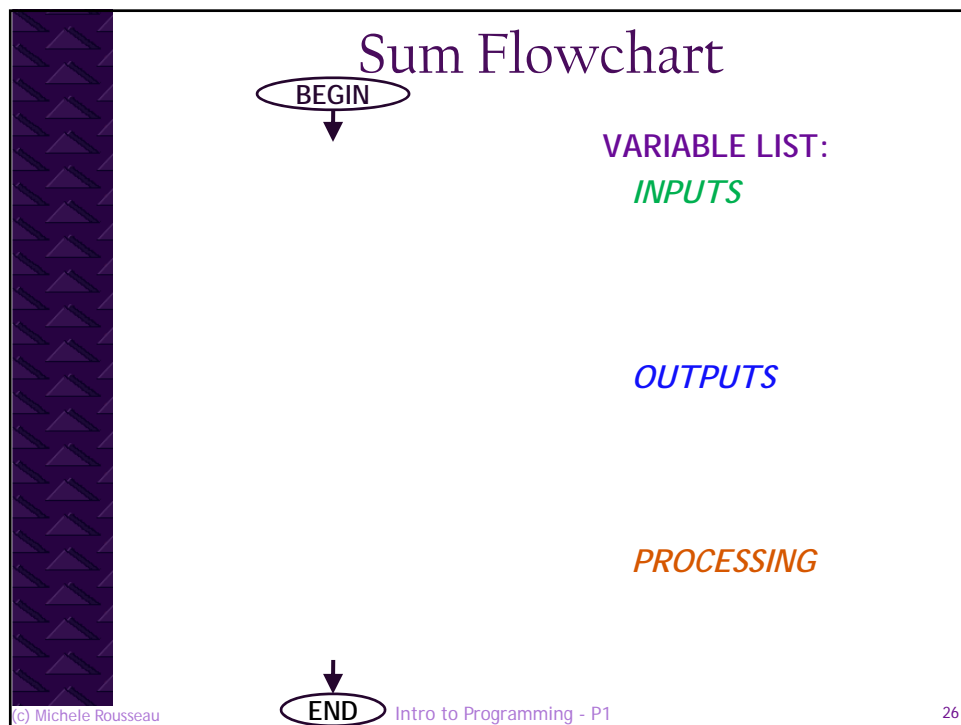 Sum Flowchart
BEGIN
VARIABLE LIST:
INPUTS
OUTPUTS
PROCESSING
END
(c) Michele Rousseau
Intro to Programming - P1
26